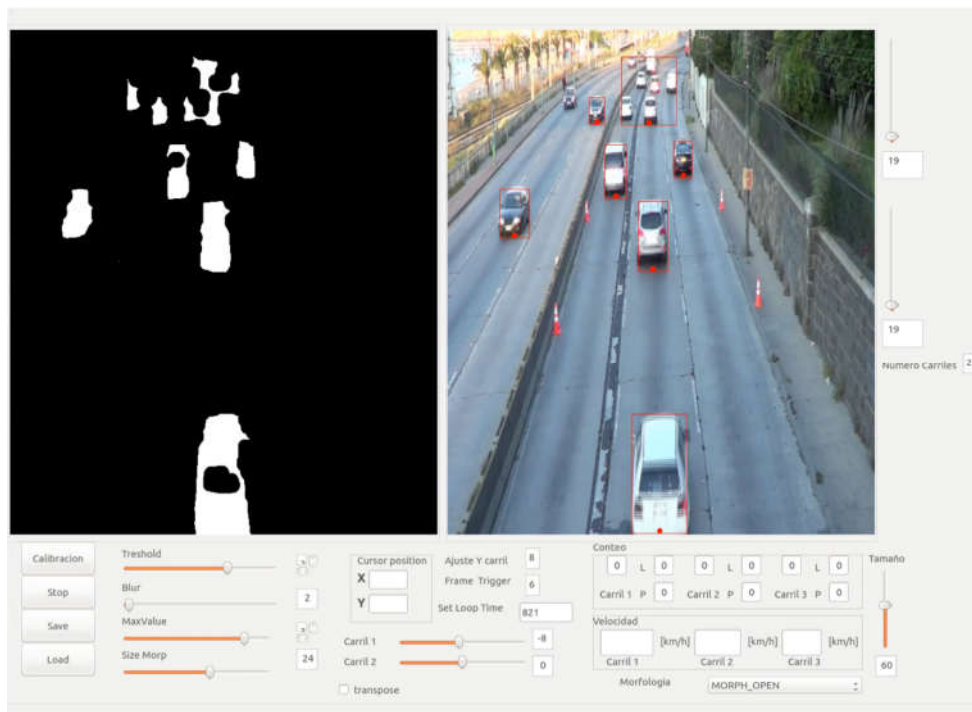 19
19
Numero Carriles 2
Calibracion
Stop
Save
Load
Treshold
Blur
2
MaxValue
Size Morp
24
Cursor position
X
Y
Ajuste Y carril 8
Frame Trigger 6
Set Loop Time 821
Carril 1 -8
Carril 2 0
transpose
Conteo
0 L 0 0 L 0 0 L 0
Carril 1 P 0 Carril 2 P 0 Carril 3 P 0
Velocidad
[km/h] [km/h] [km/h]
Carril 1 Carril 2 Carril 3
Morfologia MORPH_OPEN
Tamaño
60